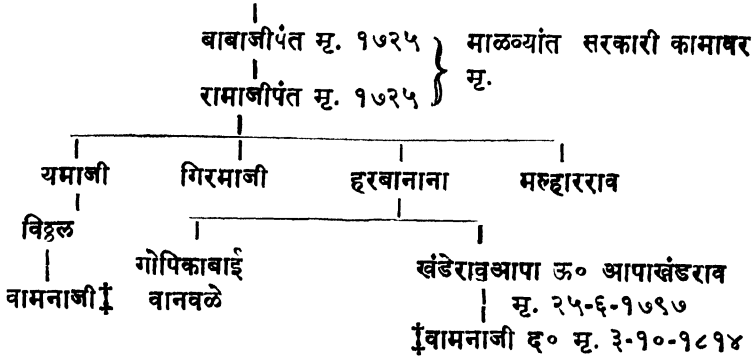 बाबाजीपंत मृ. १७२५ } माळव्यांत सरकारी कामावर
रामाजीपंत मृ. १७२५ मृ.
यमाजी गिरमाजी हरबानाना मल्हारराव
विठ्ठल
गोपिकाबाई खंडेरावआपा ऊ० आपाखंडराव
वामनाजी‡ वानवळे मृ. २५-६-१७९७
‡वामनाजी द० मृ. ३-१०-१८१४